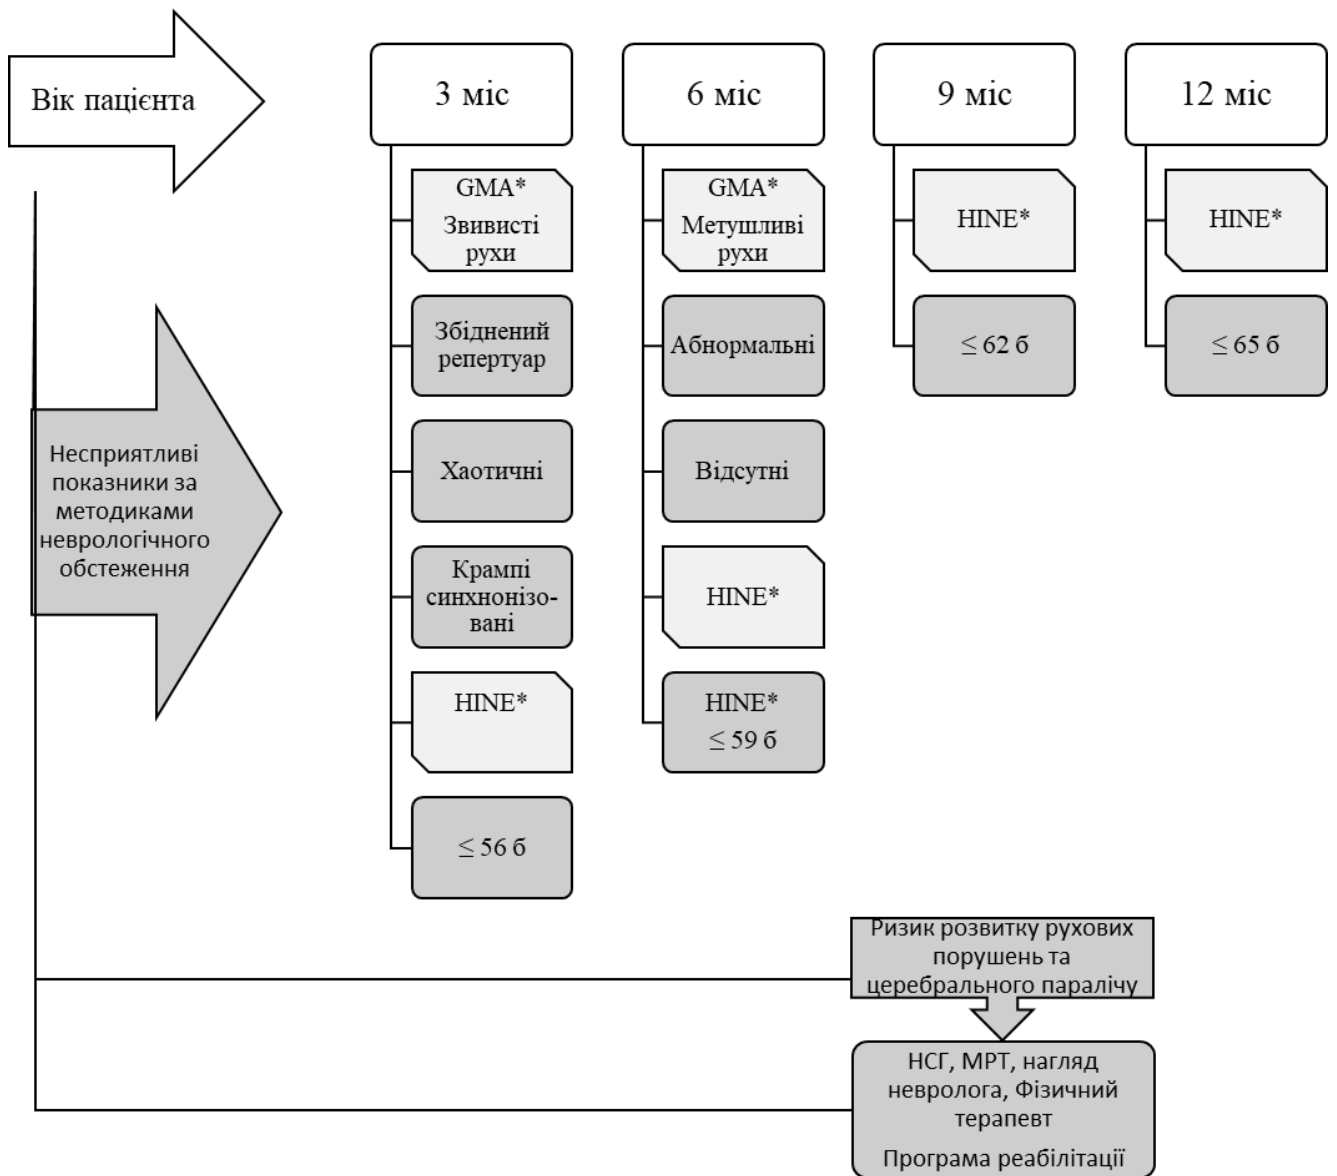 Вік пацієнта
3 міс
6 міс
9 міс
12 міс
GMA*
Звивисті
рухи
GMA*
Метушливі
рухи
HINE*
HINE*
Збіднений
репертуар
Абнормальні
≤ 62 б
≤ 65 б
Несприятливі
показники за
методиками
неврологічного
обстеження
Хаотичні
Відсутні
Крампі
синхнонізо-
вані
HINE*
HINE*
HINE*
≤ 59 б
≤ 56 б
Ризик розвитку рухових
порушень та
церебрального паралічу
НСГ, МРТ, нагляд
невролога, Фізичний
терапевт
Програма реабілітації